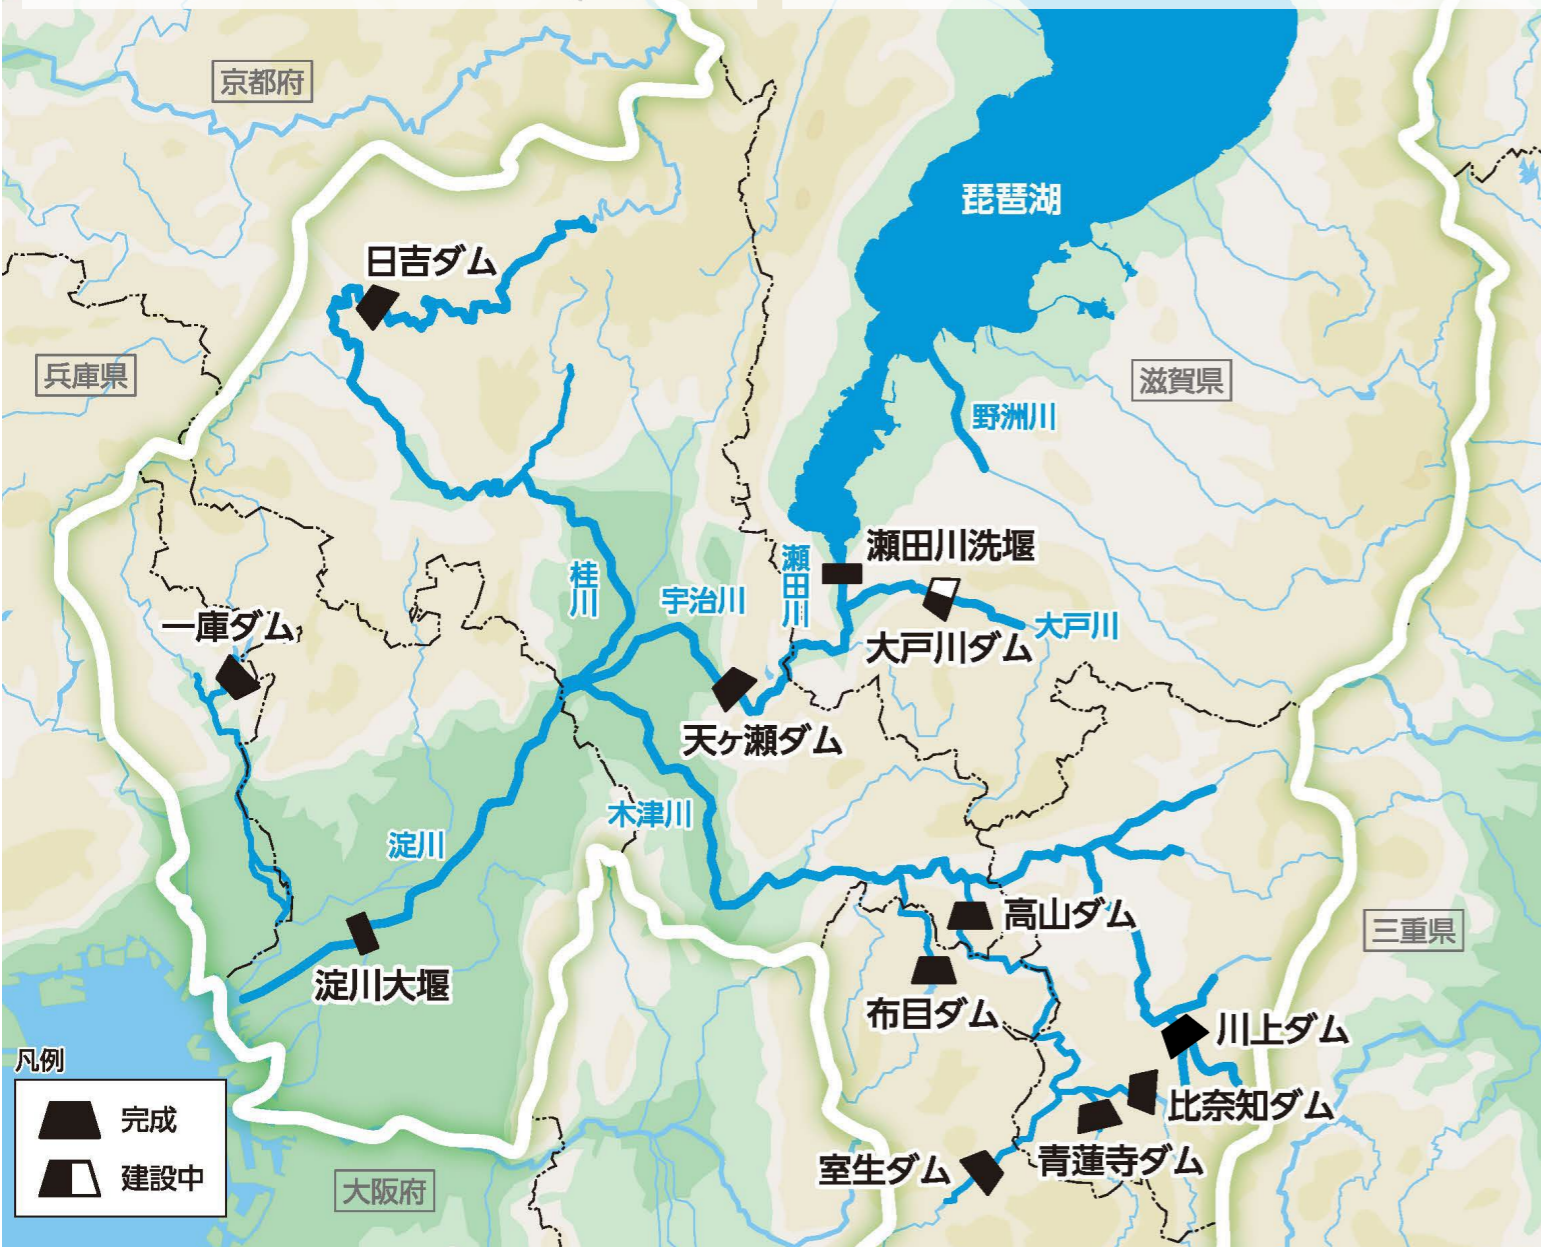 京都府
琵琶湖
日吉ダム
兵庫県
滋賀県
野洲川
瀬田川洗堰
瀬田川
桂川
宇治川
一庫ダム
大戸川
大戸川ダム
天ヶ瀬ダム
木津川
淀川
高山ダム
三重県
淀川大堰
布目ダム
川上ダム
凡例
完成
建設中
比奈知ダム
青蓮寺ダム
室生ダム
大阪府